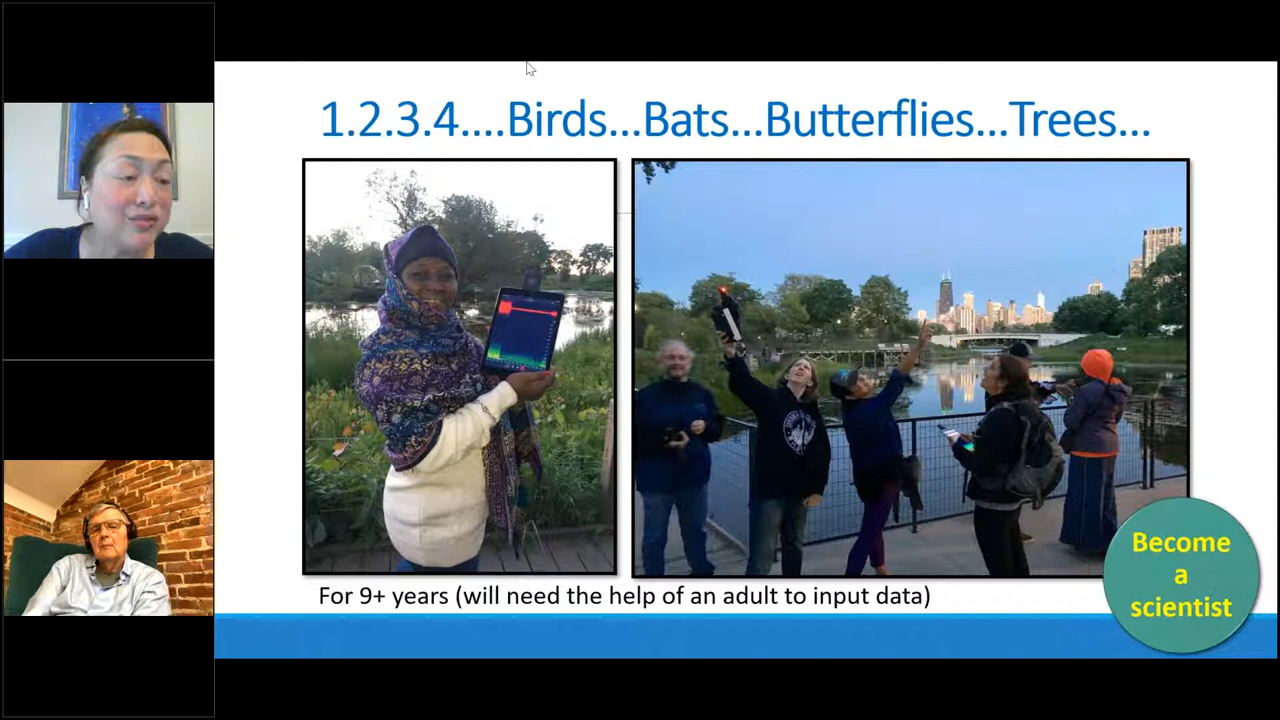 1.2.3.4....Birds...Bats...Butterflies...Trees...
For 9+ years (will need the help of an adult to input data)
Become
a
scientist